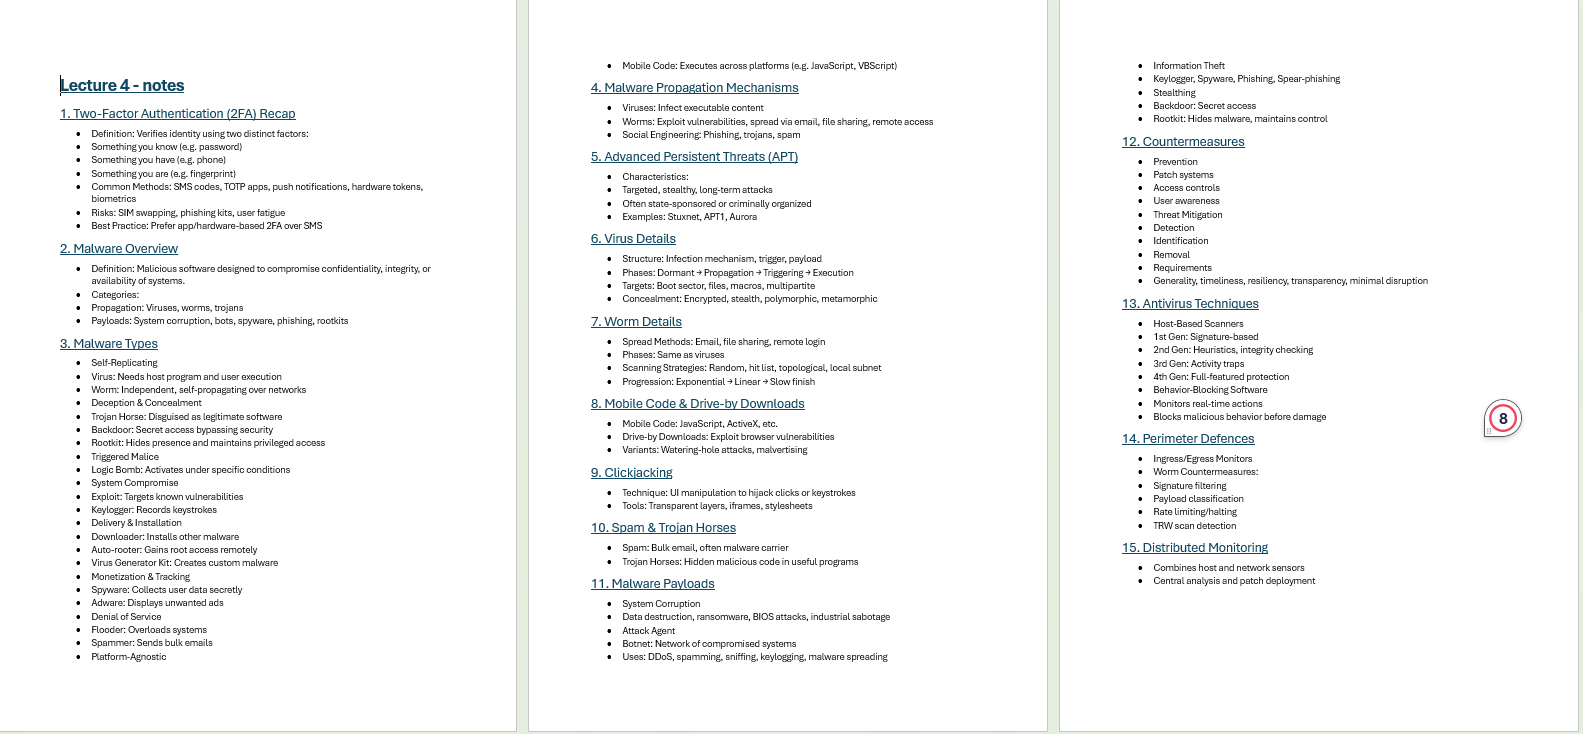 Lecture 4 - notes
1. Two-Factor Authentication (2FA) Recap
Definition: Verifies identity using two distinct factors:
Something you know (e.g. password)
Something you have (e.g. phone)
Something you are (e.g. fingerprint)
Common Methods: SMS codes, TOTP apps, push notifications, hardware tokens,
biometrics
Risks: SIM swapping, phishing kits, user fatigue
Best Practice: Prefer app/hardware-based 2FA over SMS
2. Malware Overview
Definition: Malicious software designed to compromise confidentiality, integrity, or
availability of systems.
Categories:
Propagation: Viruses, worms, trojans
Payloads: System corruption, bots, spyware, phishing, rootkits
3. Malware Types
Self-Replicating
Virus: Needs host program and user execution
Worm: Independent, self-propagating over networks
Deception & Concealment
Trojan Horse: Disguised as legitimate software
Backdoor: Secret access bypassing security
Rootkit: Hides presence and maintains privileged access
Triggered Malice
Logic Bomb: Activates under specific conditions
System Compromise
Exploit: Targets known vulnerabilities
Keylogger: Records keystrokes
Delivery & Installation
Downloader: Installs other malware
Auto-rooter: Gains root access remotely
Virus Generator Kit: Creates custom malware
Monetization & Tracking
Spyware: Collects user data secretly
Adware: Displays unwanted ads
Denial of Service
Flooder: Overloads systems
Spammer: Sends bulk emails
Platform-Agnostic
Mobile Code: Executes across platforms (e.g. JavaScript, VBScript)
4. Malware Propagation Mechanisms
Viruses: Infect executable content
Worms: Exploit vulnerabilities, spread via email, file sharing, remote access
Social Engineering: Phishing, trojans, spam
5. Advanced Persistent Threats (APT)
Characteristics:
Targeted, stealthy, long-term attacks
Often state-sponsored or criminally organized
Examples: Stuxnet, APT1, Aurora
6. Virus Details
Structure: Infection mechanism, trigger, payload
Phases: Dormant → Propagation → Triggering → Execution
Targets: Boot sector, files, macros, multipartite
Concealment: Encrypted, stealth, polymorphic, metamorphic
7. Worm Details
Spread Methods: Email, file sharing, remote login
Phases: Same as viruses
Scanning Strategies: Random, hit list, topological, local subnet
Progression: Exponential → Linear → Slow finish
8. Mobile Code & Drive-by Downloads
Mobile Code: JavaScript, ActiveX, etc.
Drive-by Downloads: Exploit browser vulnerabilities
Variants: Watering-hole attacks, malvertising
9. Clickjacking
Technique: UI manipulation to hijack clicks or keystrokes
Tools: Transparent layers, iframes, stylesheets
10. Spam & Trojan Horses
Spam: Bulk email, often malware carrier
Trojan Horses: Hidden malicious code in useful programs
11. Malware Payloads
System Corruption
Data destruction, ransomware, BIOS attacks, industrial sabotage
Attack Agent
Botnet: Network of compromised systems
Uses: DDoS, spamming, sniffing, keylogging, malware spreading
Information Theft
Keylogger, Spyware, Phishing, Spear-phishing
Stealthing
Backdoor: Secret access
Rootkit: Hides malware, maintains control
12. Countermeasures
Prevention
Patch systems
Access controls
User awareness
Threat Mitigation
Detection
Identification
Removal
Requirements
Generality, timeliness, resiliency, transparency, minimal disruption
13. Antivirus Techniques
Host-Based Scanners
1st Gen: Signature-based
2nd Gen: Heuristics, integrity checking
3rd Gen: Activity traps
4th Gen: Full-featured protection
Behavior-Blocking Software
Monitors real-time actions
Blocks malicious behavior before damage
14. Perimeter Defences
Ingress/Egress Monitors
Worm Countermeasures:
Signature filtering
Payload classification
Rate limiting/halting
TRW scan detection
15. Distributed Monitoring
Combines host and network sensors
Central analysis and patch deployment
8